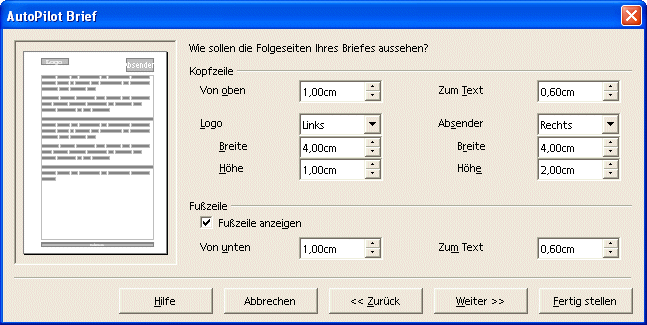 AutoPilot Brief
Wie sollen die Folgeseiten Ihres Briefes aussehen?
Kopfzeile
Von oben 1,00cm Zum Text 0,60cm
Logo Links Absender Rechts
Breite 4,00cm Breite 4,00cm
Höhe 1,00cm Höhe 2,00cm
Fußzeile
Fußzeile anzeigen
Von unten 1,00cm Zum Text 0,60cm
Hilfe Abbrechen << Zurück Weiter >> Fertig stellen
Logo
Absender